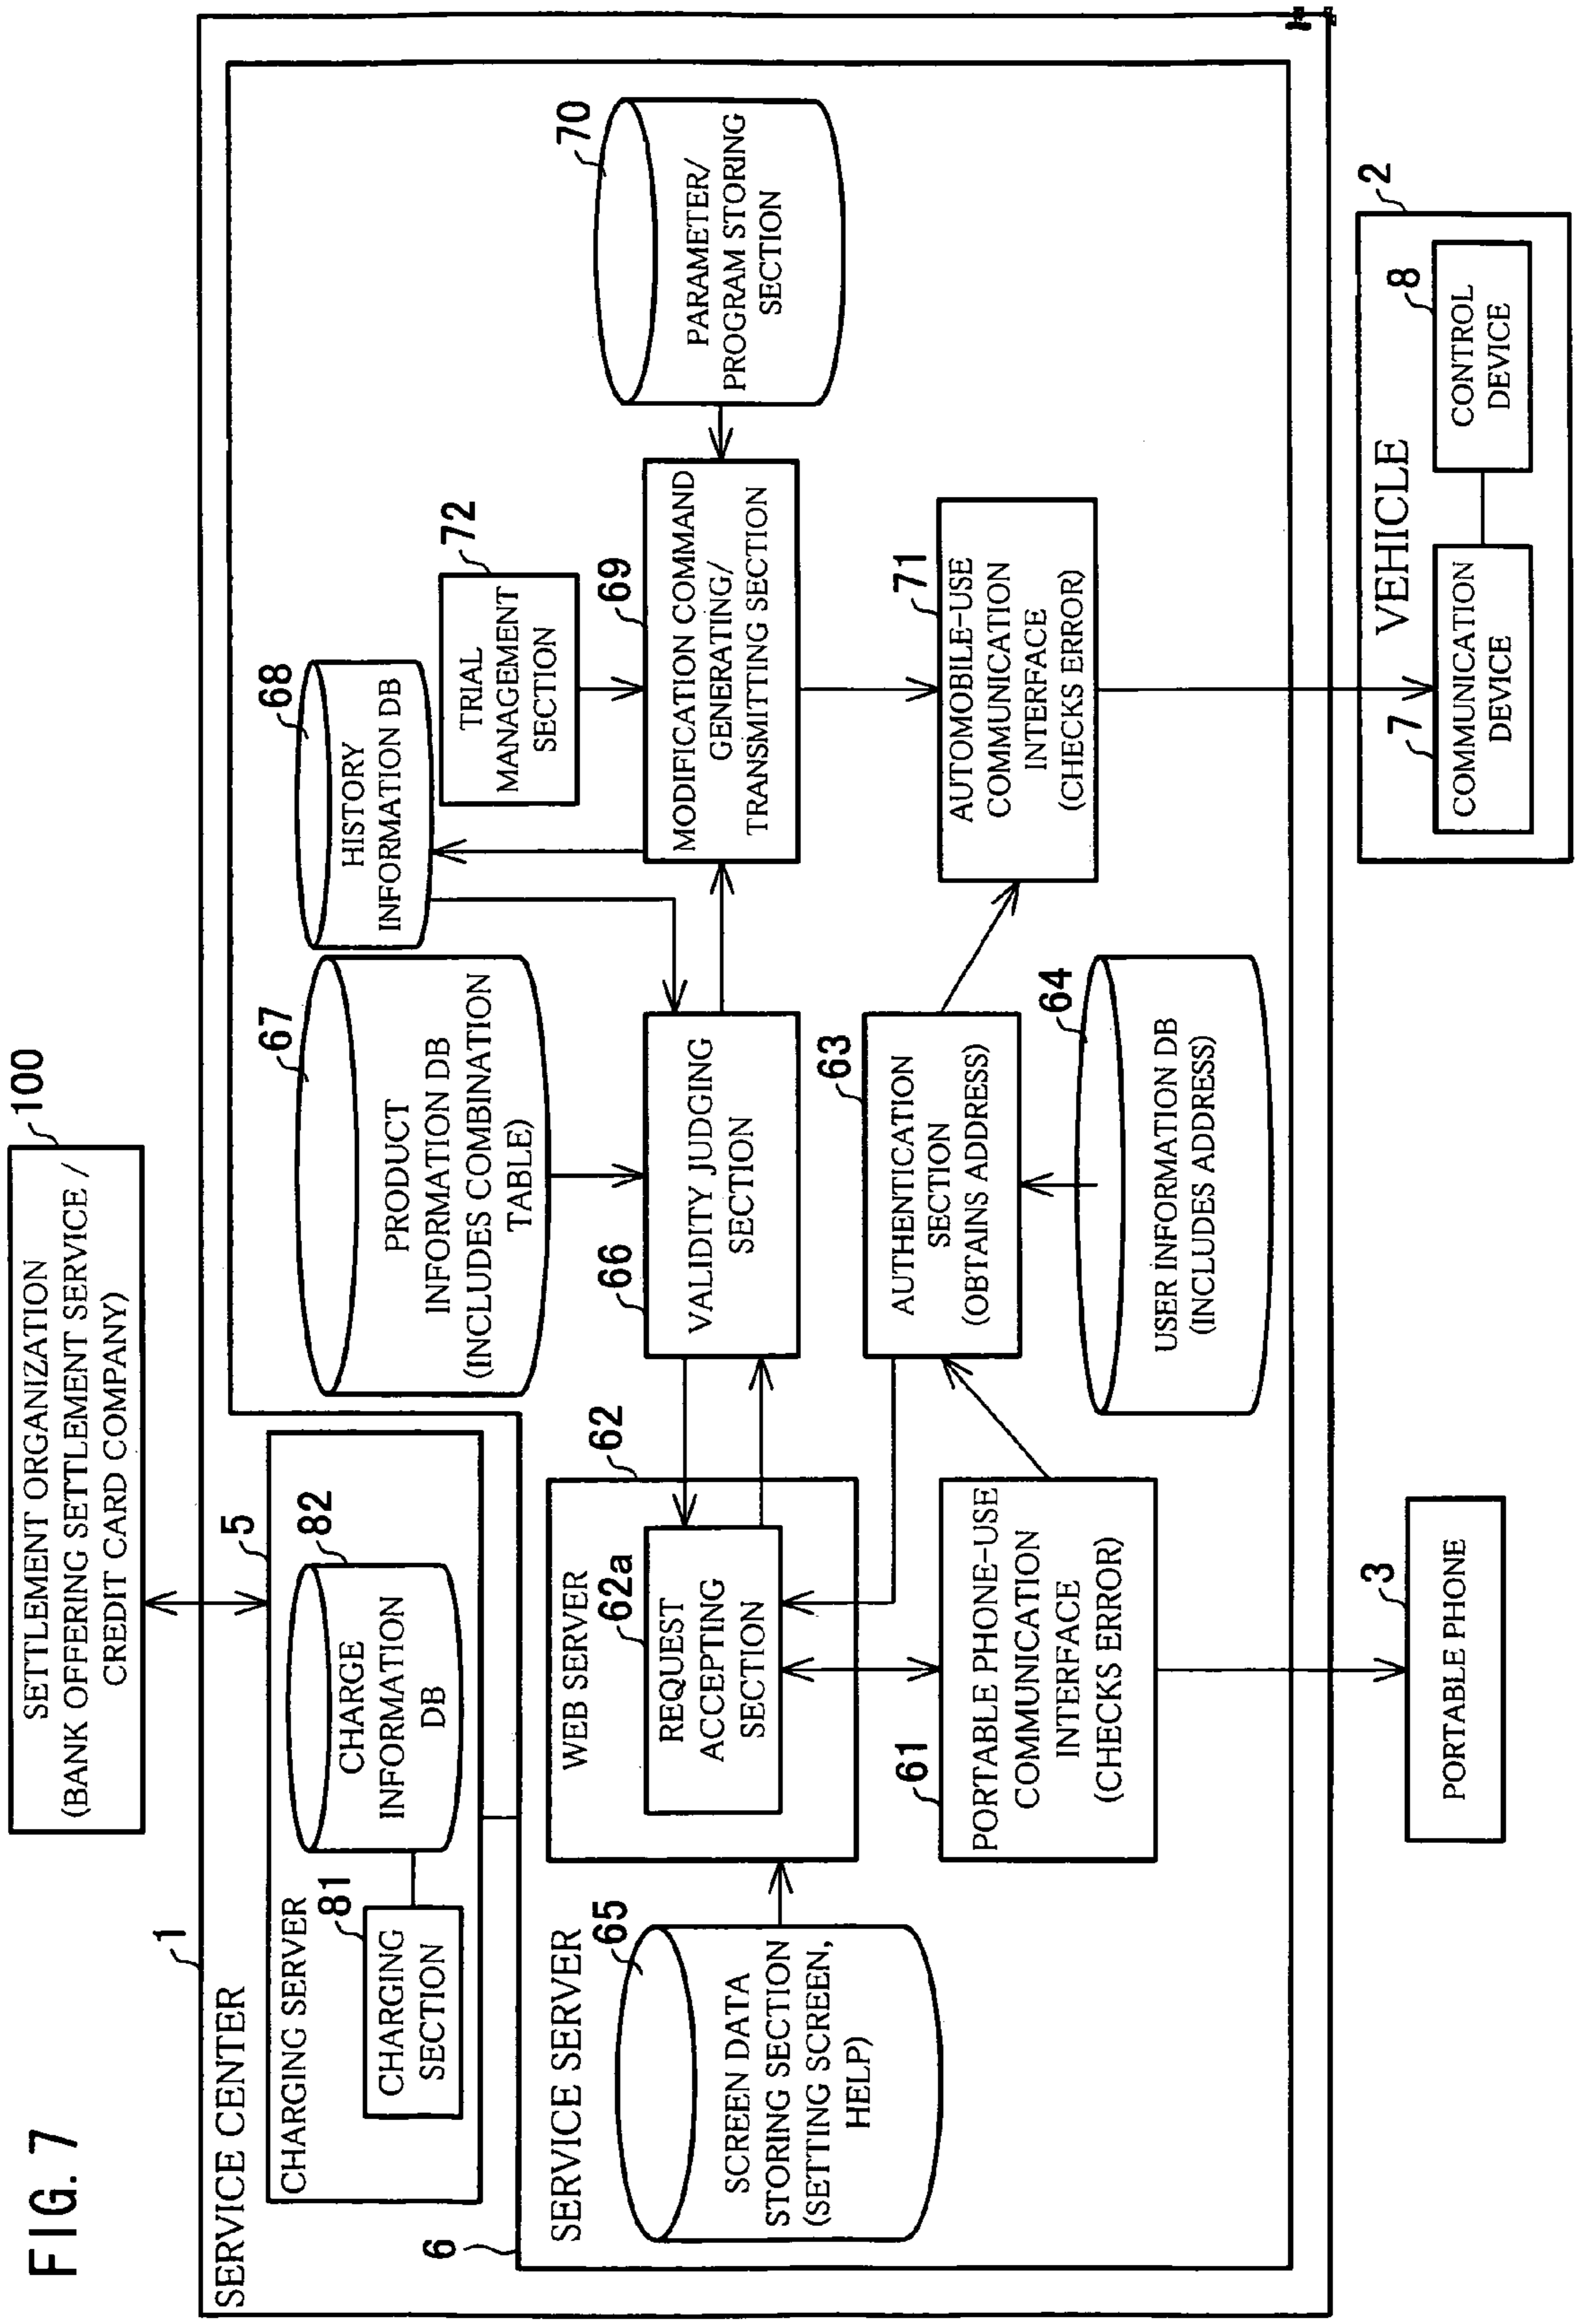 FIG. 7
100
SETTLEMENT ORGANIZATION
(BANK OFFERING SETTLEMENT SERVICE /
CREDIT CARD COMPANY)
1
SERVICE CENTER
5
CHARGING SERVER
81
CHARGING
SECTION
82
CHARGE
INFORMATION
DB
6
SERVICE SERVER
65
SCREEN DATA
STORING SECTION
(SETTING SCREEN,
HELP)
62
WEB SERVER
62a
REQUEST
ACCEPTING
SECTION
61
PORTABLE PHONE-USE
COMMUNICATION
INTERFACE
(CHECKS ERROR)
67
PRODUCT
INFORMATION DB
(INCLUDES COMBINATION
TABLE)
66
VALIDITY JUDGING
SECTION
63
AUTHENTICATION
SECTION
(OBTAINS ADDRESS)
64
USER INFORMATION DB
(INCLUDES ADDRESS)
68
HISTORY
INFORMATION DB
72
TRIAL
MANAGEMENT
SECTION
69
MODIFICATION COMMAND
GENERATING/
TRANSMITTING SECTION
70
PARAMETER/
PROGRAM STORING
SECTION
71
AUTOMOBILE-USE
COMMUNICATION
INTERFACE
(CHECKS ERROR)
3
PORTABLE PHONE
2
VEHICLE
7
COMMUNICATION
DEVICE
8
CONTROL
DEVICE